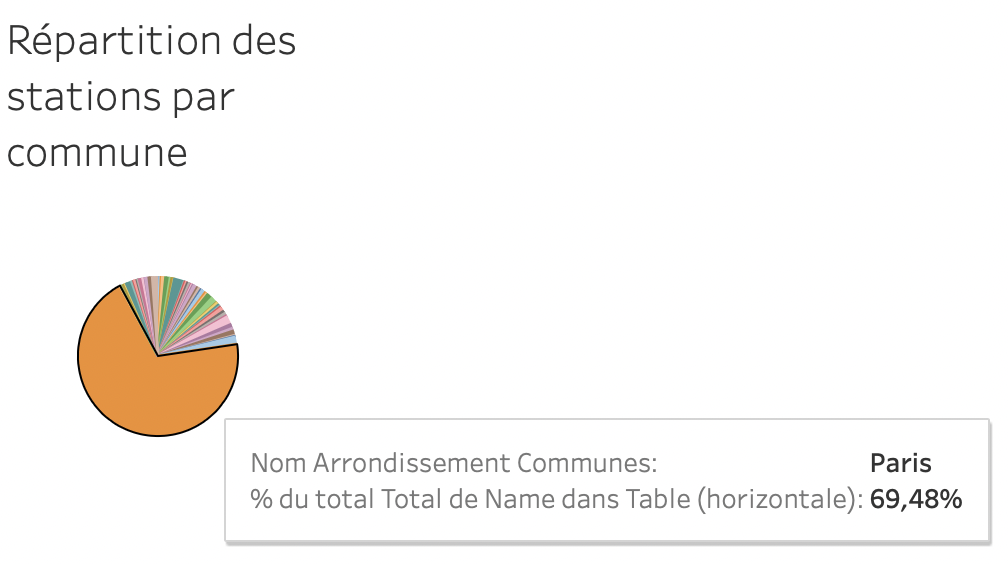 Répartition des
stations par
commune
Nom Arrondissement Communes: Paris
% du total Total de Name dans Table (horizontale): 69,48%